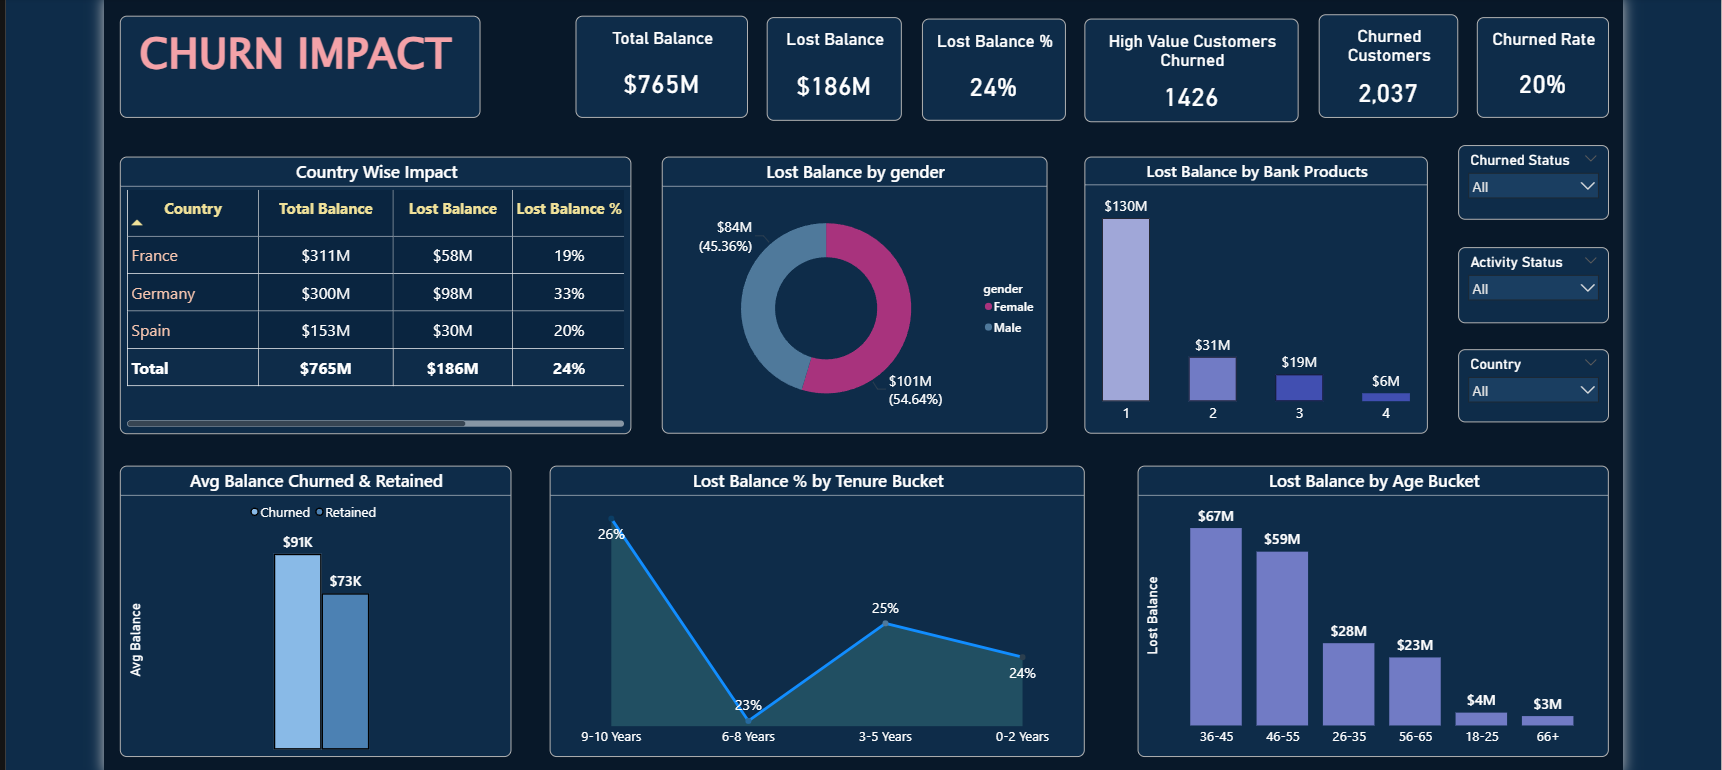 CHURN IMPACT
Total Balance
$765M
Lost Balance
$186M
Lost Balance %
24%
High Value Customers
Churned
1426
Churned
Customers
2,037
Churned Rate
20%
Country Wise Impact
Country Total Balance Lost Balance Lost Balance %
France $311M $58M 19%
Germany $300M $98M 33%
Spain $153M $30M 20%
Total $765M $186M 24%
Lost Balance by gender
$84M
(45.36%)
$101M
(54.64%)
gender
Female
Male
Lost Balance by Bank Products
$130M
$31M
$19M
$6M
1 2 3 4
Churned Status
All
Activity Status
All
Country
All
Avg Balance Churned & Retained
Churned Retained
$91K
$73K
Avg Balance
Lost Balance % by Tenure Bucket
26%
23%
25%
24%
9-10 Years 6-8 Years 3-5 Years 0-2 Years
Lost Balance by Age Bucket
Lost Balance
$67M
$59M
$28M
$23M
$4M
$3M
36-45 46-55 26-35 56-65 18-25 66+